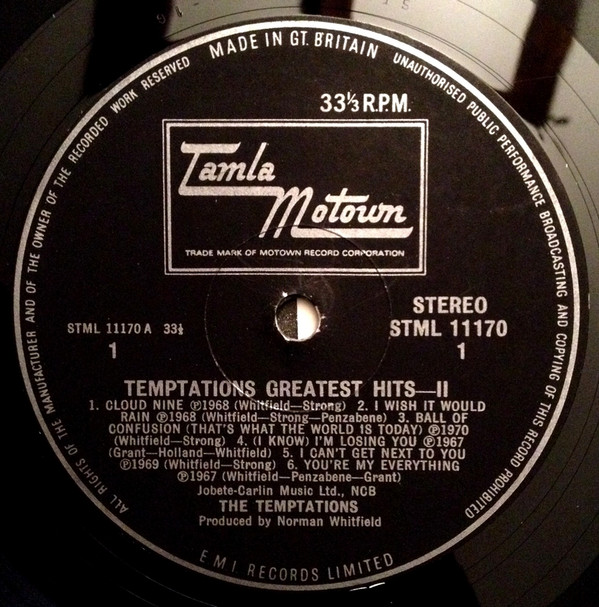 MADE IN GT. BRITAIN
UNAUTHORISED PUBLIC PERFORMANCE BROADCASTING AND COPYING OF THIS RECORD PROHIBITED
ALL RIGHTS OF THE MANUFACTURER AND OF THE OWNER OF THE RECORDED WORK RESERVED
33⅓ R.P.M.
Tamla
Motown
TRADE MARK OF MOTOWN RECORD CORPORATION
STEREO
STML 11170 A 33⅓
STML 11170
1
1
TEMPTATIONS GREATEST HITS—II
1. CLOUD NINE ℗1968 (Whitfield—Strong) 2. I WISH IT WOULD
RAIN ℗1968 (Whitfield—Strong—Penzabene) 3. BALL OF
CONFUSION (THAT'S WHAT THE WORLD IS TODAY) ℗1970
(Whitfield—Strong) 4. (I KNOW) I'M LOSING YOU ℗1967
(Grant—Holland—Whitfield) 5. I CAN'T GET NEXT TO YOU
℗1969 (Whitfield—Strong) 6. YOU'RE MY EVERYTHING
℗1967 (Whitfield—Penzabene—Grant)
Jobete-Carlin Music Ltd., NCB
THE TEMPTATIONS
Produced by Norman Whitfield
E M I. RECORDS LIMITED